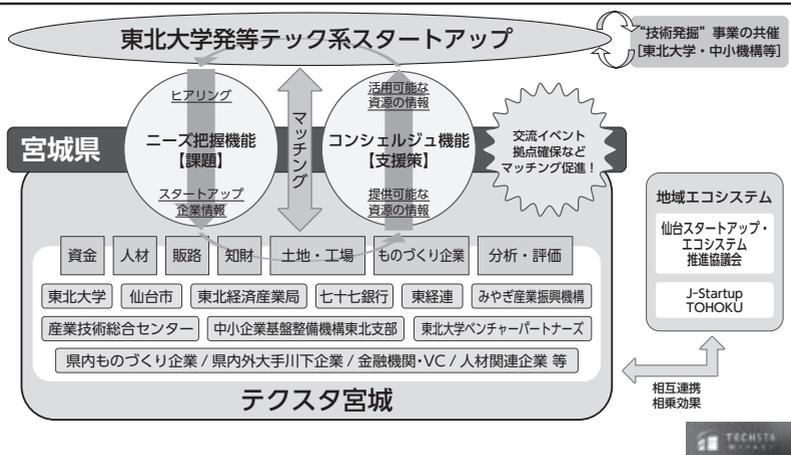 東北大学発等テック系スタートアップ
“技術発掘”事業の共催
[東北大学・中小機構等]
ヒアリング
ニーズ把握機能
【課題】
スタートアップ
企業情報
マッチング
活用可能な
資源の情報
コンシェルジュ機能
【支援策】
提供可能な
資源の情報
交流イベント
拠点確保など
マッチング促進!
宮城県
資金 人材 販路 知財 土地・工場 ものづくり企業 分析・評価
東北大学 仙台市 東北経済産業局 七十七銀行 東経連 みやぎ産業振興機構
産業技術総合センター 中小企業基盤整備機構東北支部 東北大学ベンチャーパートナーズ
県内ものづくり企業 / 県内外大手川下企業 / 金融機関・VC / 人材関連企業 等
テクスタ宮城
地域エコシステム
仙台スタートアップ・
エコシステム
推進協議会
J-Startup
TOHOKU
相互連携
相乗効果
TECHSTA